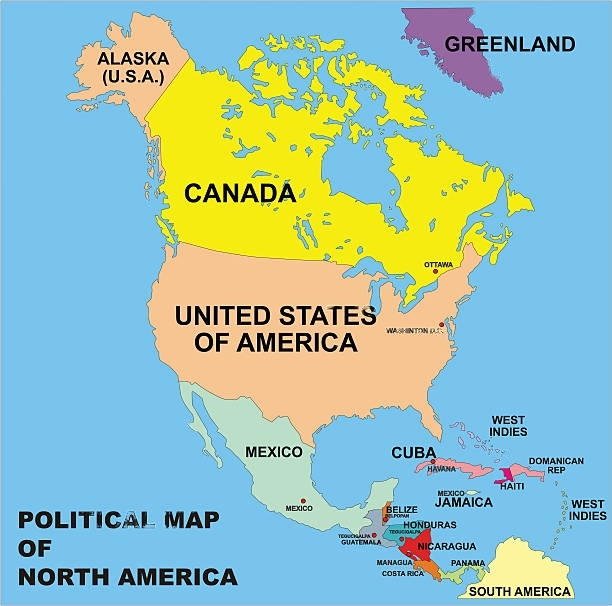 GREENLAND
ALASKA
(U.S.A.)
CANADA
OTTAWA
UNITED STATES
OF AMERICA
WASHINTON D.C.
WEST
INDIES
MEXICO
CUBA
HAVANA
DOMANICAN
REP
HAITI
MEXICO
JAMAICA
WEST
INDIES
MEXICO
BELIZE
BELPOPAN
HONDURAS
TEGUCIGALPA
TEGUCIGALPA
GUATEMALA
NICARAGUA
MANAGUA
COSTA RICA
PANAMA
SOUTH AMERICA
POLITICAL MAP
OF
NORTH AMERICA